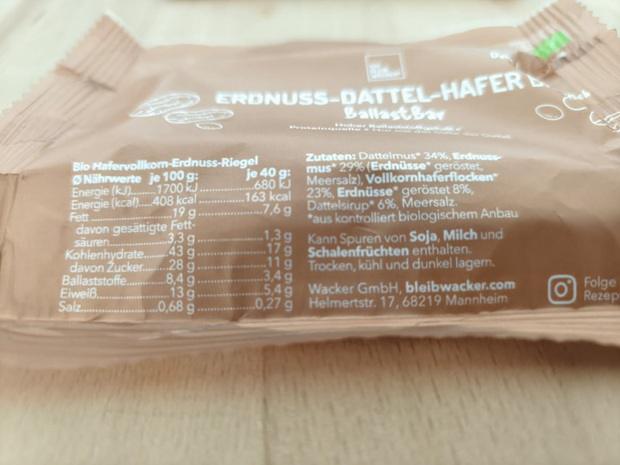 ERDNUSS-DATTEL-HAFER
BallastBar
Bio Hafervollkorn-Erdnuss-Riegel
Ø Nährwerte je 100 g: je 40 g:
Energie (kJ) 1700 kJ 680 kJ
Energie (kcal) 408 kcal 163 kcal
Fett 19 g 7,6 g
davon gesättigte Fett-
säuren 3,3 g 1,3 g
Kohlenhydrate 43 g 17 g
davon Zucker 28 g 11 g
Ballaststoffe 8,4 g 3,4 g
Eiweiß 13 g 5,4 g
Salz 0,68 g 0,27 g
Zutaten: Dattelmus* 34%, Erdnuss-
mus* 29% (Erdnüsse* geröstet,
Meersalz), Vollkornhaferflocken*
23%, Erdnüsse* geröstet 8%,
Dattelsirup* 6%, Meersalz.
*aus kontrolliert biologischem Anbau
Kann Spuren von Soja, Milch und
Schalenfrüchten enthalten.
Trocken, kühl und dunkel lagern.
Wacker GmbH, bleibwacker.com
Helmertstr. 17, 68219 Mannheim
Folge
Rezep